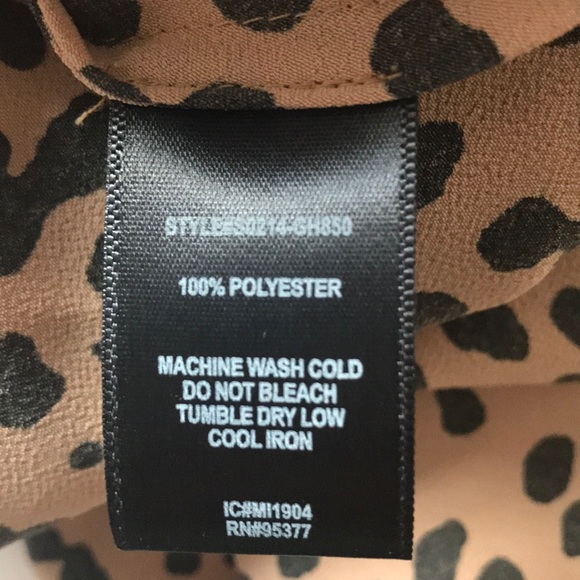 STYLE#S0214-GH850
100% POLYESTER
MACHINE WASH COLD
DO NOT BLEACH
TUMBLE DRY LOW
COOL IRON
IC#MI1904
RN#95377